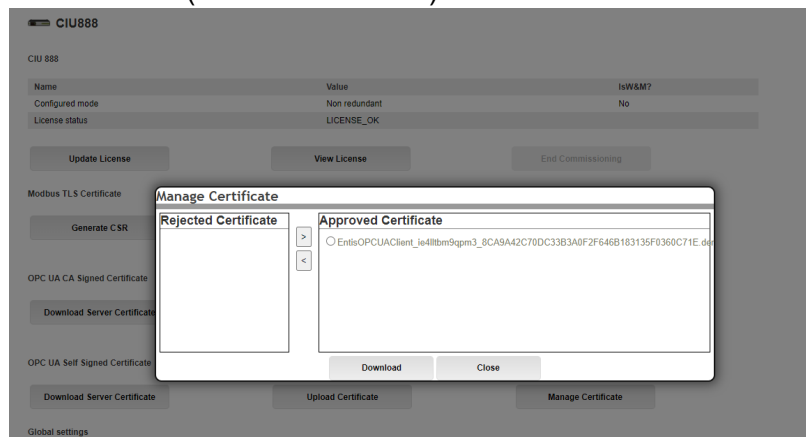 CIU888
CIU 888
Name Value IsW&M?
Configured mode Non redundant No
License status LICENSE_OK
Update License View License End Commissioning
Modbus TLS Certificate
Manage Certificate
Generate CSR
Rejected Certificate Approved Certificate
>
EntisOPCUAClient_ie4lltbm9qpm3_8CA9A42C70DC33B3A0F2F646B183135F0360C71E.der
<
OPC UA CA Signed Certificate
Download Server Certificate
OPC UA Self Signed Certificate
Download Close
Download Server Certificate Upload Certificate Manage Certificate
Global settings